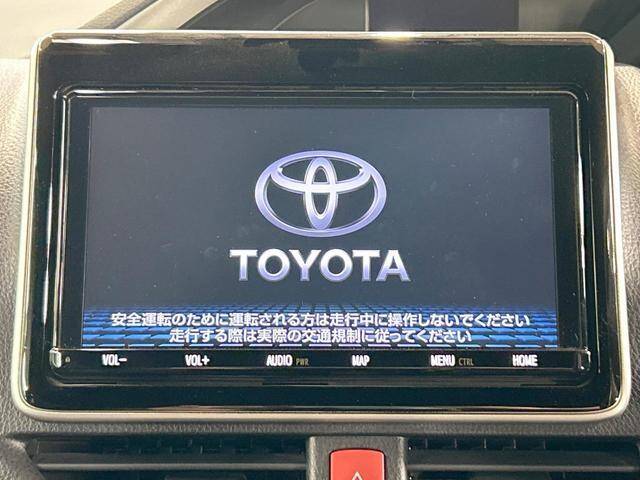 TOYOTA
安全運転のために運転される方は走行中に操作しないでください
走行する際は実際の交通規制に従ってください
VOL− VOL+ AUDIO PWR MAP MENU CTRL HOME